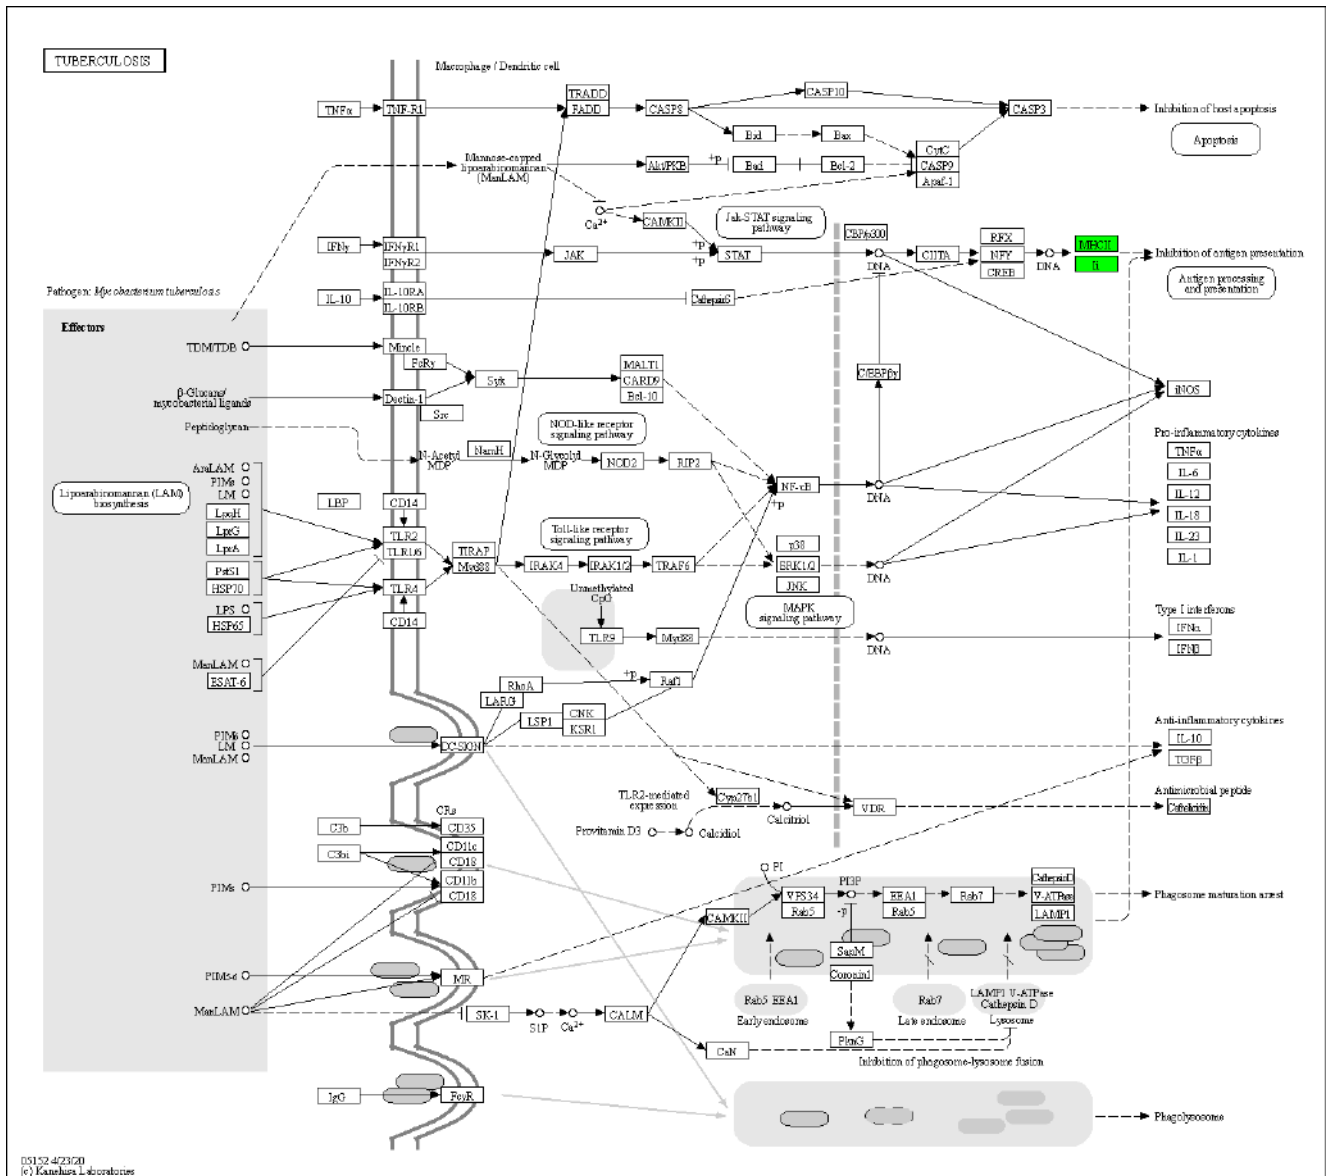 TUBERCULOSIS
Macrophage / Dendritic cell
TNFα
TNF-R1
TRADD
FADD
CASP8
CASP10
CASP3
Inhibition of host apoptosis
Apoptosis
Bid
Bax
CytC
CASP9
Apaf-1
Mannose-capped
lipoarabinomannan
(ManLAM)
Akt/PKB
+p
Bad
Bcl-2
Ca2+
CAMKII
Jak-STAT signaling
pathway
IFNγ
IFNγR1
IFNγR2
JAK
+p
+p
STAT
CBP/p300
DNA
CIITA
RFX
NFY
CREB
DNA
MHCII
Ii
Inhibition of antigen presentation
Antigen processing
and presentation
Pathogen: Mycobacterium tuberculosis
IL-10
IL-10RA
IL-10RB
CathepsinS
Effectors
TDM/TDB
Mincle
FcRγ
Syk
MALT1
CARD9
Bcl-10
C/EBPβγ
iNOS
β-Glucans/
mycobacterial ligands
Dectin-1
Src
Peptidoglycan
N-Acetyl
MDP
NamH
N-Glycolyl
MDP
NOD-like receptor
signaling pathway
NOD2
RIP2
NF-κB
+p
DNA
Pro-inflammatory cytokines
TNFα
IL-6
IL-12
IL-18
IL-23
IL-1
Lipoarabinomannan (LAM)
biosynthesis
AraLAM
PIMs
LM
LpqH
LprG
LprA
PstS1
HSP70
LPS
HSP65
ManLAM
ESAT-6
LBP
CD14
TLR2
TLR1/6
TLR4
CD14
TIRAP
Myd88
Toll-like receptor
signaling pathway
IRAK4
IRAK1/2
TRAF6
p38
ERK1/2
JNK
DNA
MAPK
signaling pathway
Unmethylated
CpG
TLR9
Myd88
DNA
Type I interferons
IFNα
IFNβ
RhoA
LARG
+p
Raf1
LSP1
CNK
KSR1
PIMs
LM
ManLAM
DCSIGN
Anti-inflammatory cytokines
IL-10
TGFβ
TLR2-mediated
expression
Cyp27b1
Provitamin D3
Calcidiol
Calcitriol
VDR
Antimicrobial peptide
Cathelicidin
CRs
C3b
CD35
C3bi
CD11c
CD18
PIMs
CD11b
CD18
PI
VPS34
Rab5
PI3P
-p
EEA1
Rab5
Rab7
CathepsinD
V-ATPase
LAMP1
Phagosome maturation arrest
CAMKII
SapM
Coronin1
MR
ManLAM
SK-1
S1P
Ca2+
CALM
CaN
Rab5 EEA1
Early endosome
Rab7
Late endosome
LAMP1 V-ATPase
Cathepsin D
Lysosome
PknG
Inhibition of phagosome-lysosome fusion
IgG
FcγR
Phagolysosome
05152 4/23/20
(c) Kanehisa Laboratories